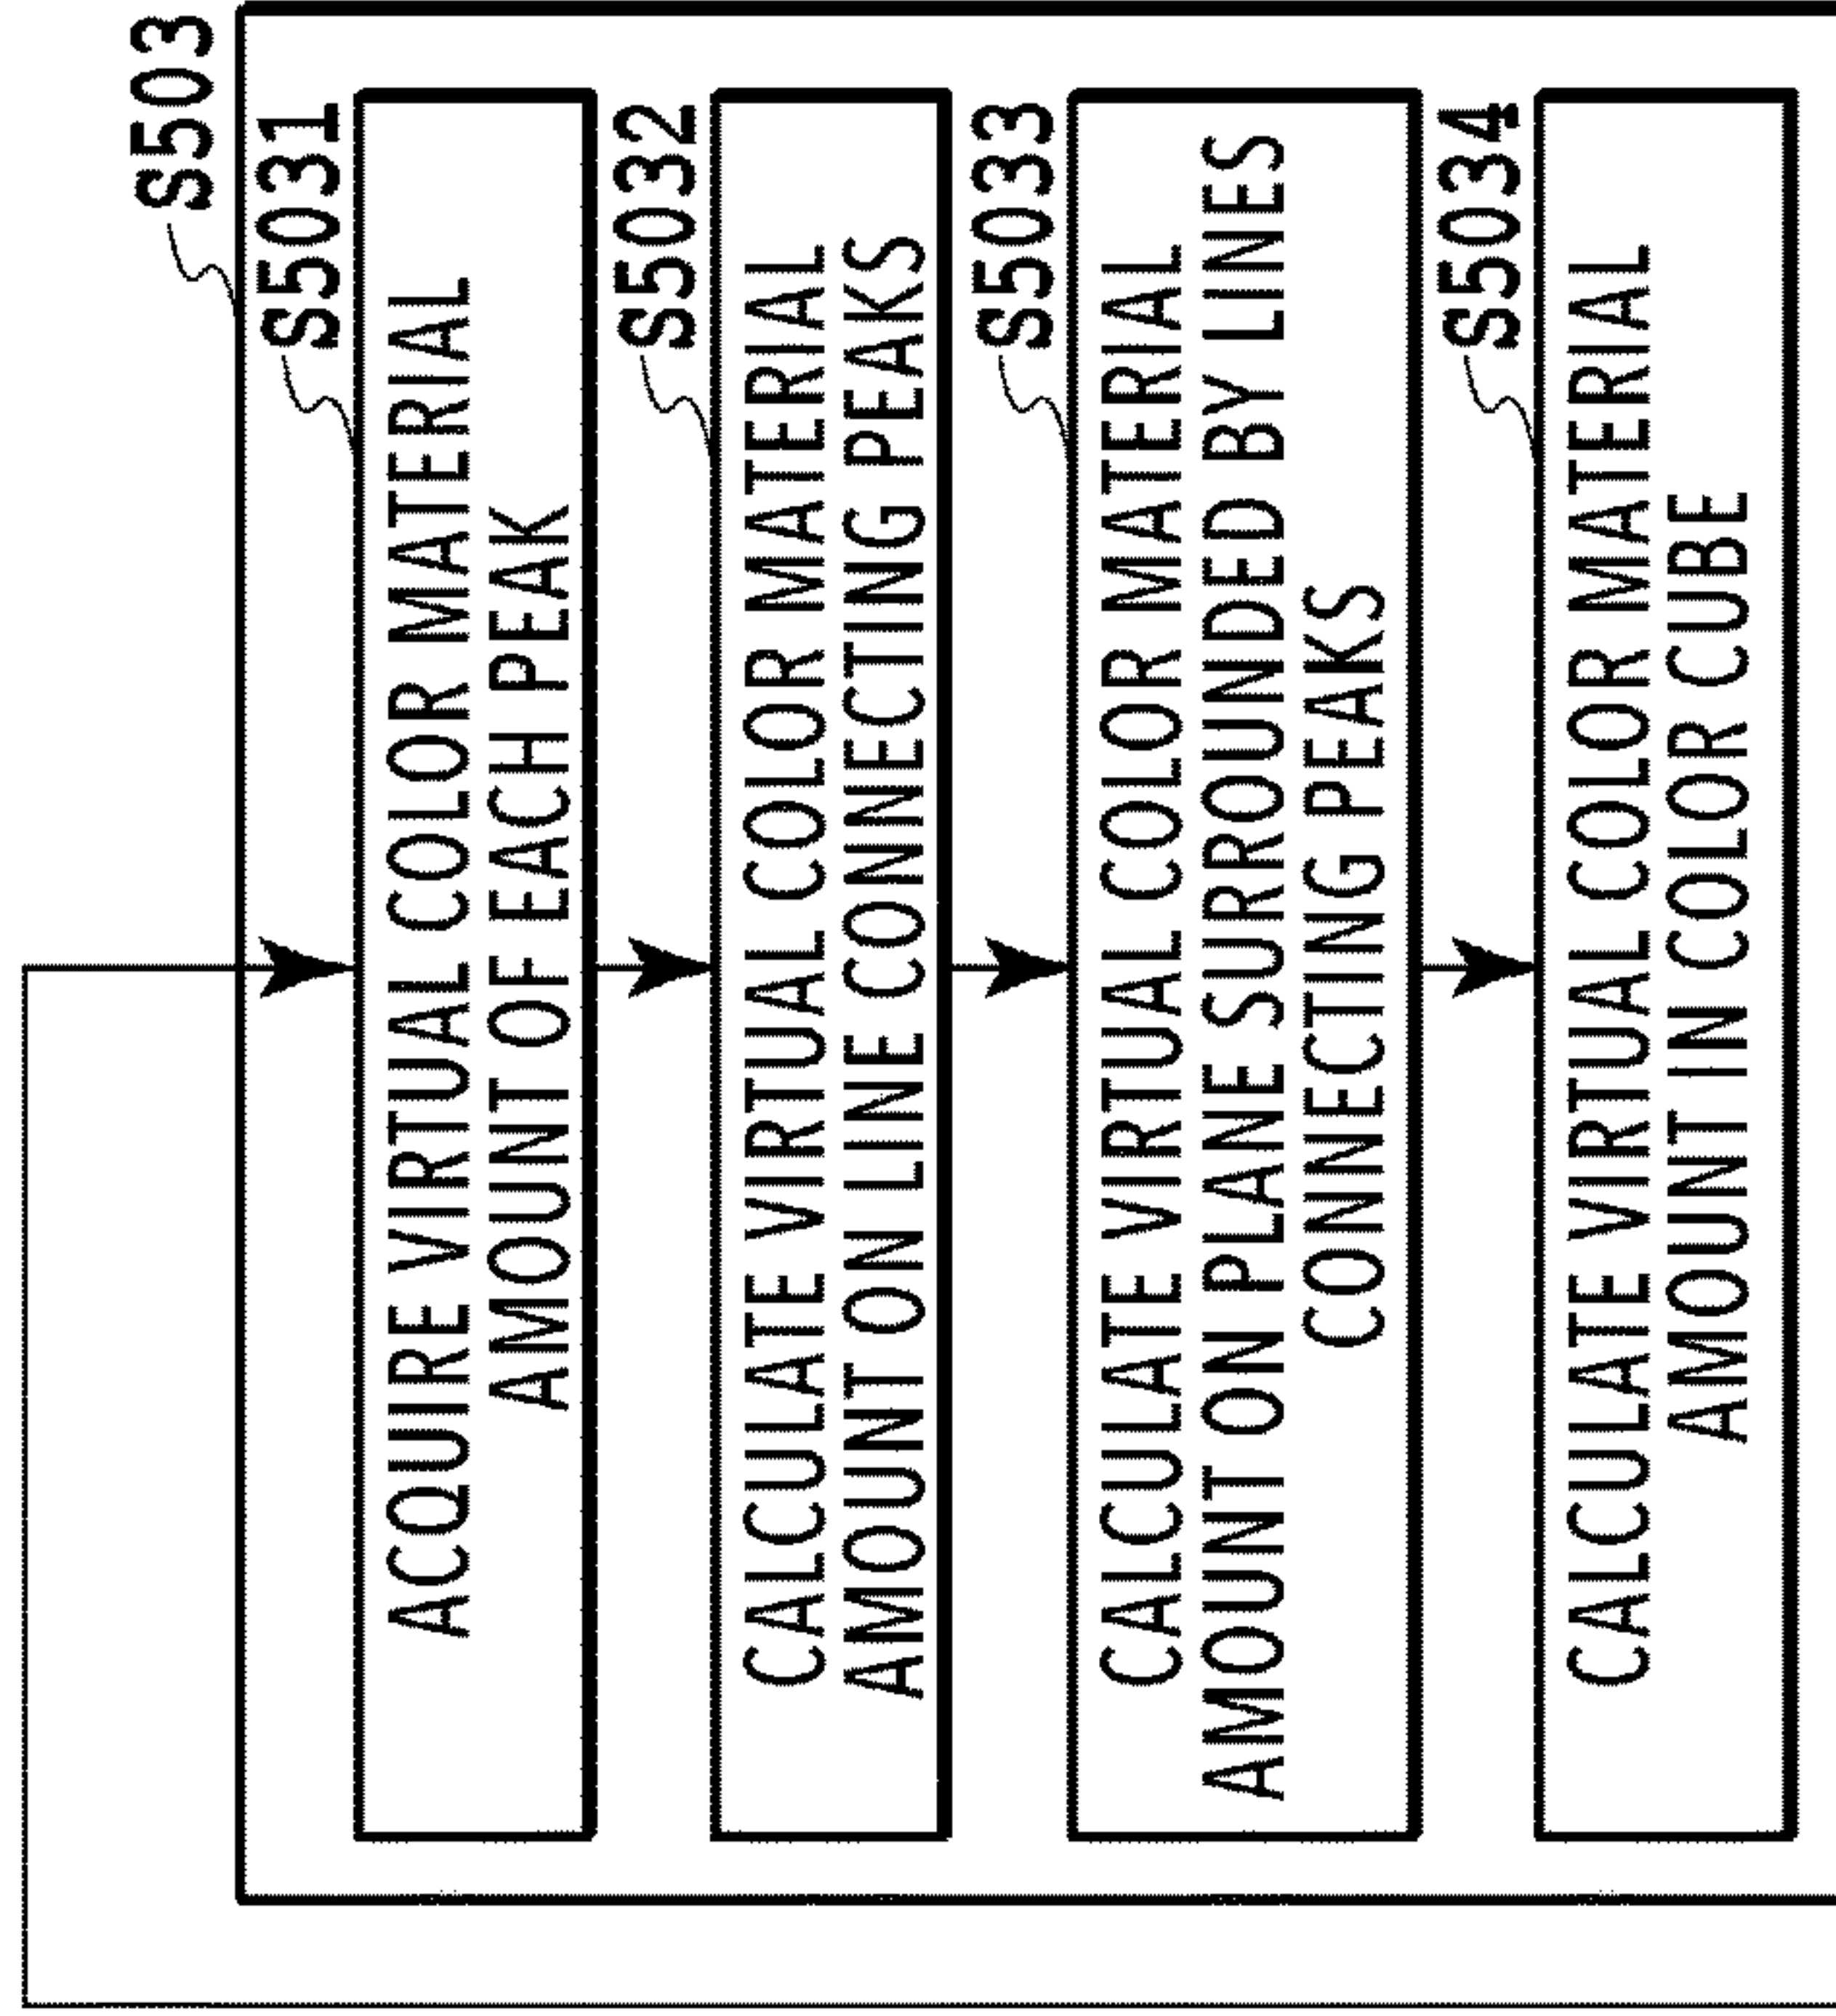 S503
S5031
ACQUIRE VIRTUAL COLOR MATERIAL
AMOUNT OF EACH PEAK
S5032
CALCULATE VIRTUAL COLOR MATERIAL
AMOUNT ON LINE CONNECTING PEAKS
S5033
CALCULATE VIRTUAL COLOR MATERIAL
AMOUNT ON PLANE SURROUNDED BY LINES
CONNECTING PEAKS
S5034
CALCULATE VIRTUAL COLOR MATERIAL
AMOUNT IN COLOR CUBE